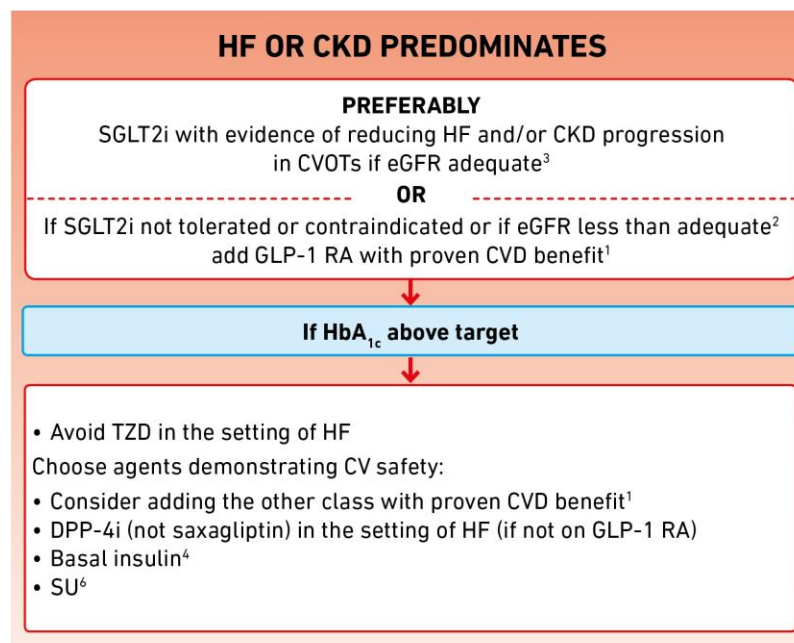 HF OR CKD PREDOMINATES
PREFERABLY
SGLT2i with evidence of reducing HF and/or CKD progression
in CVOTs if eGFR adequate³
OR
If SGLT2i not tolerated or contraindicated or if eGFR less than adequate²
add GLP-1 RA with proven CVD benefit¹
If HbA₁c above target
• Avoid TZD in the setting of HF
Choose agents demonstrating CV safety:
• Consider adding the other class with proven CVD benefit¹
• DPP-4i (not saxagliptin) in the setting of HF (if not on GLP-1 RA)
• Basal insulin⁴
• SU⁶